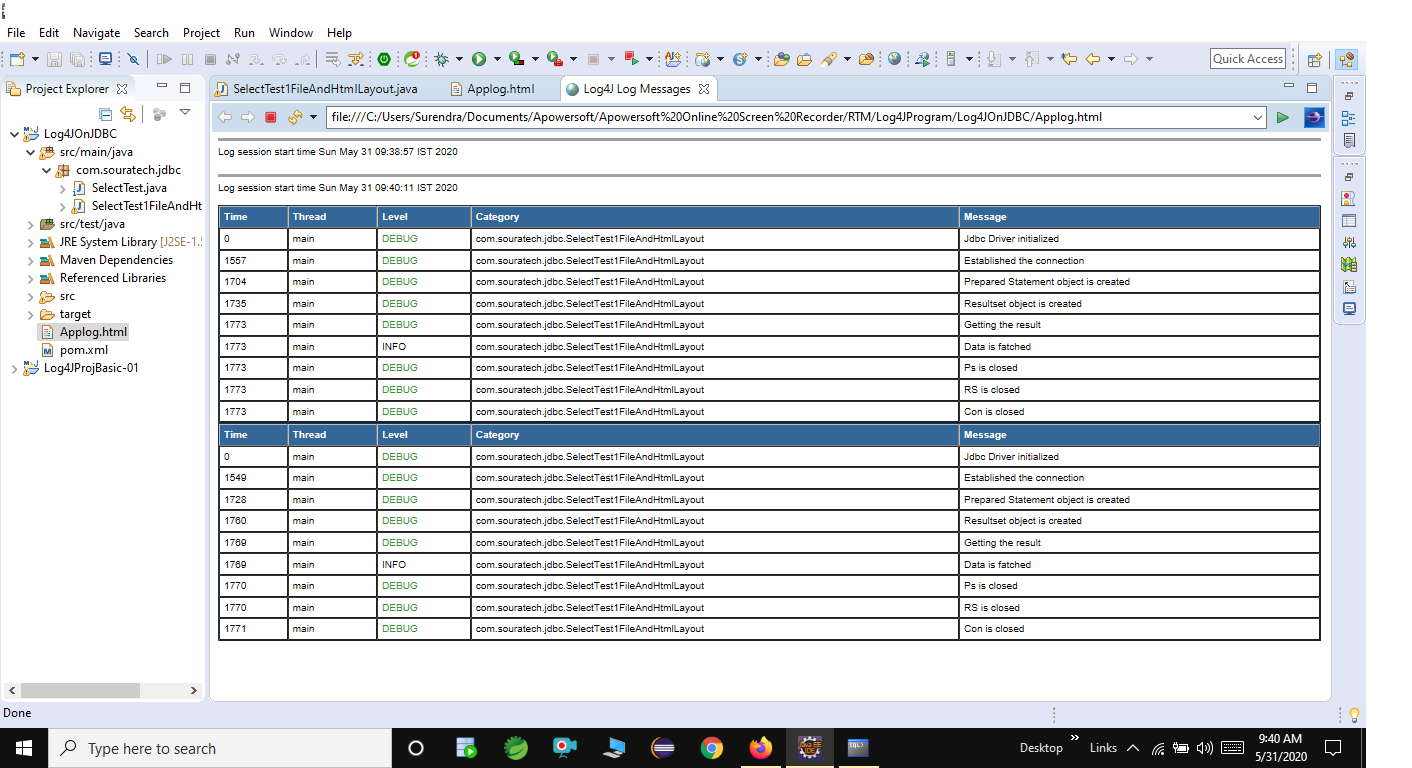 File Edit Navigate Search Project Run Window Help
Quick Access
Project Explorer
SelectTest1FileAndHtmlLayout.java Applog.html Log4J Log Messages
file:///C:/Users/Surendra/Documents/Apowersoft/Apowersoft%20Online%20Screen%20Recorder/RTM/Log4JProgram/Log4JOnJDBC/Applog.html
Log4JOnJDBC
src/main/java
com.souratech.jdbc
SelectTest.java
SelectTest1FileAndHt
src/test/java
JRE System Library [J2SE-1.5
Maven Dependencies
Referenced Libraries
src
target
Applog.html
pom.xml
Log4JProjBasic-01
Log session start time Sun May 31 09:38:57 IST 2020
Log session start time Sun May 31 09:40:11 IST 2020
Time Thread Level Category Message
0 main DEBUG com.souratech.jdbc.SelectTest1FileAndHtmlLayout Jdbc Driver initialized
1557 main DEBUG com.souratech.jdbc.SelectTest1FileAndHtmlLayout Established the connection
1704 main DEBUG com.souratech.jdbc.SelectTest1FileAndHtmlLayout Prepared Statement object is created
1735 main DEBUG com.souratech.jdbc.SelectTest1FileAndHtmlLayout Resultset object is created
1773 main DEBUG com.souratech.jdbc.SelectTest1FileAndHtmlLayout Getting the result
1773 main INFO com.souratech.jdbc.SelectTest1FileAndHtmlLayout Data is fatched
1773 main DEBUG com.souratech.jdbc.SelectTest1FileAndHtmlLayout Ps is closed
1773 main DEBUG com.souratech.jdbc.SelectTest1FileAndHtmlLayout RS is closed
1773 main DEBUG com.souratech.jdbc.SelectTest1FileAndHtmlLayout Con is closed
Time Thread Level Category Message
0 main DEBUG com.souratech.jdbc.SelectTest1FileAndHtmlLayout Jdbc Driver initialized
1549 main DEBUG com.souratech.jdbc.SelectTest1FileAndHtmlLayout Established the connection
1728 main DEBUG com.souratech.jdbc.SelectTest1FileAndHtmlLayout Prepared Statement object is created
1760 main DEBUG com.souratech.jdbc.SelectTest1FileAndHtmlLayout Resultset object is created
1769 main DEBUG com.souratech.jdbc.SelectTest1FileAndHtmlLayout Getting the result
1769 main INFO com.souratech.jdbc.SelectTest1FileAndHtmlLayout Data is fatched
1770 main DEBUG com.souratech.jdbc.SelectTest1FileAndHtmlLayout Ps is closed
1770 main DEBUG com.souratech.jdbc.SelectTest1FileAndHtmlLayout RS is closed
1771 main DEBUG com.souratech.jdbc.SelectTest1FileAndHtmlLayout Con is closed
Done
Type here to search
Desktop Links
9:40 AM
5/31/2020